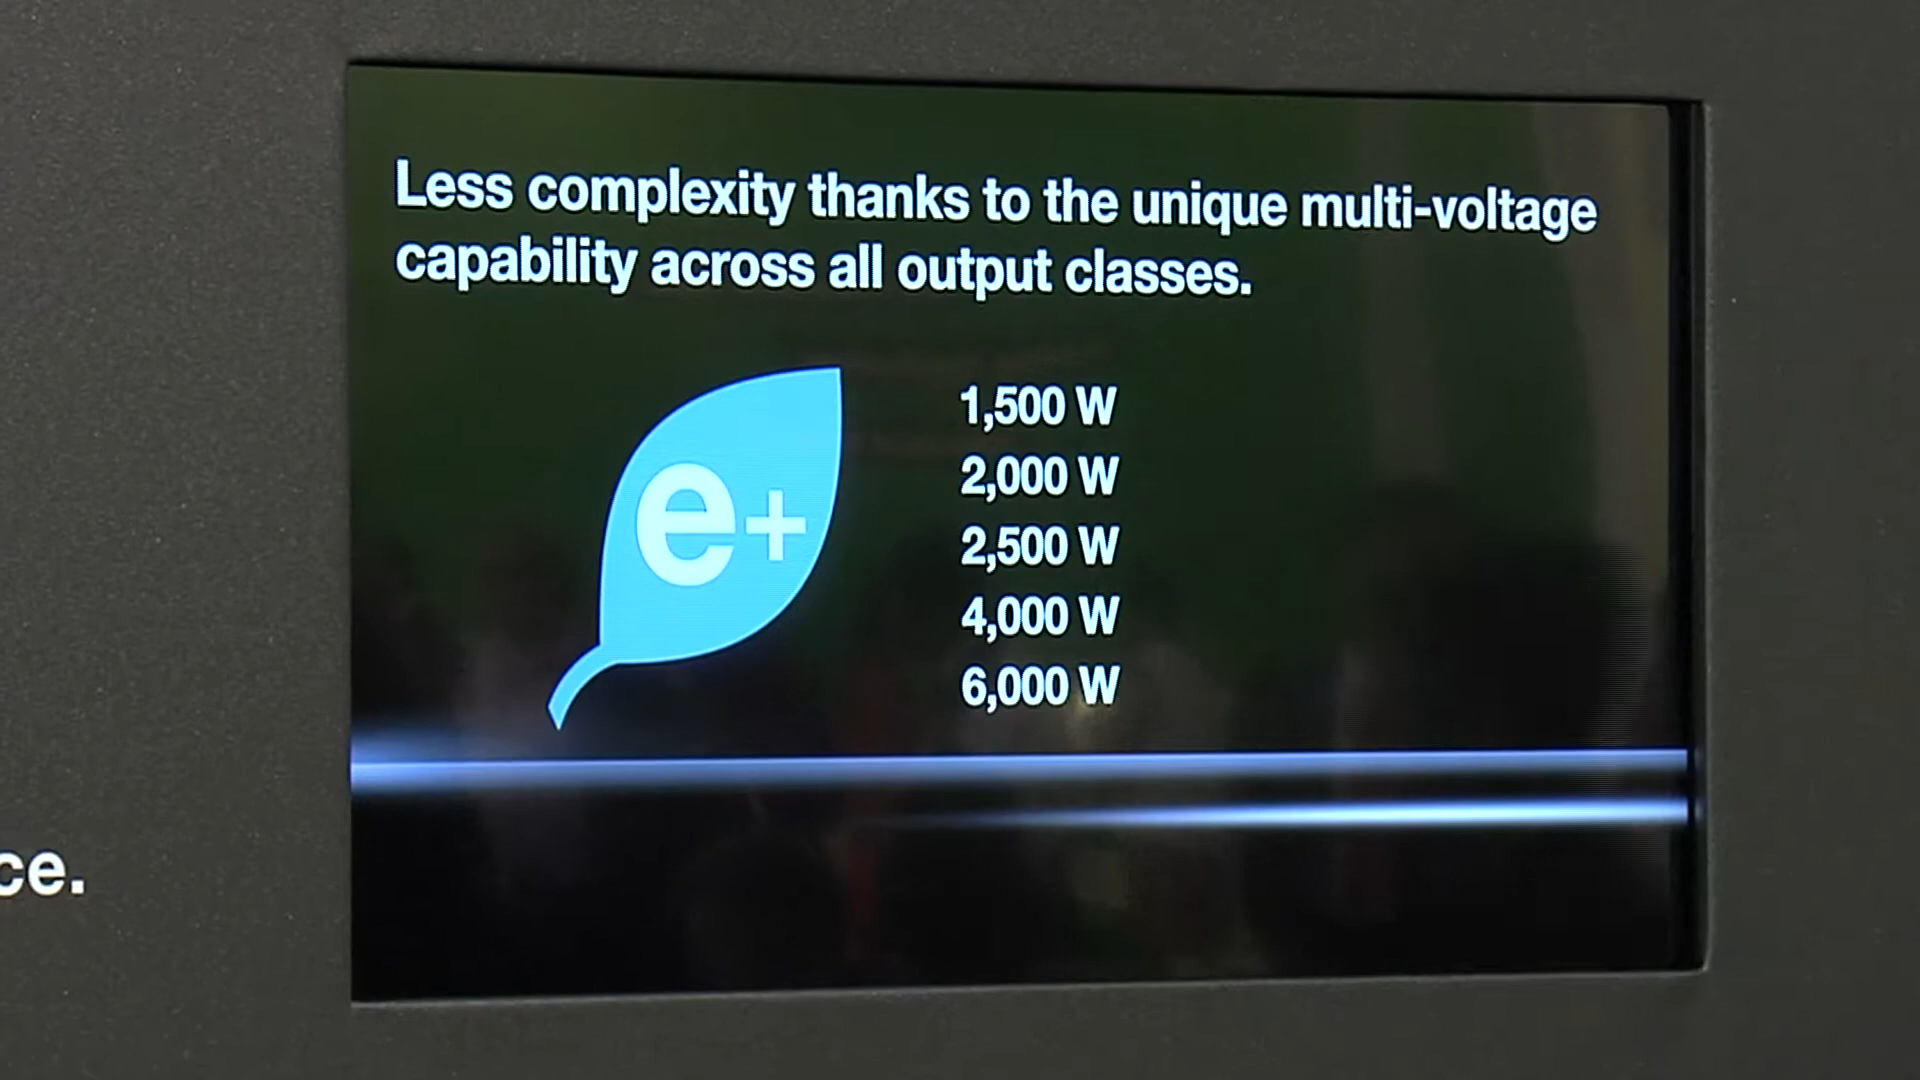 Less complexity thanks to the unique multi-voltage
capability across all output classes.
e+
1,500 W
2,000 W
2,500 W
4,000 W
6,000 W
ce.